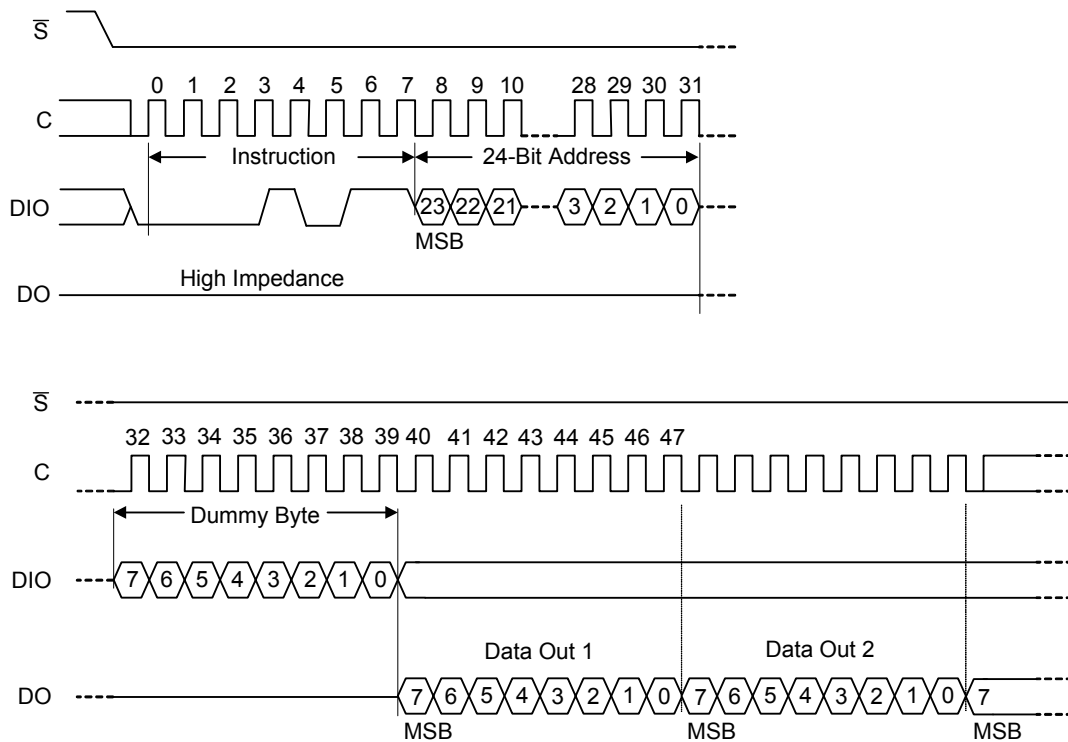 S̅
0 1 2 3 4 5 6 7 8 9 10 28 29 30 31
C
Instruction 24-Bit Address
DIO 23 22 21 3 2 1 0
MSB
High Impedance
DO
S̅
32 33 34 35 36 37 38 39 40 41 42 43 44 45 46 47
C
Dummy Byte
DIO 7 6 5 4 3 2 1 0
Data Out 1 Data Out 2
DO 7 6 5 4 3 2 1 0 7 6 5 4 3 2 1 0 7
MSB MSB MSB